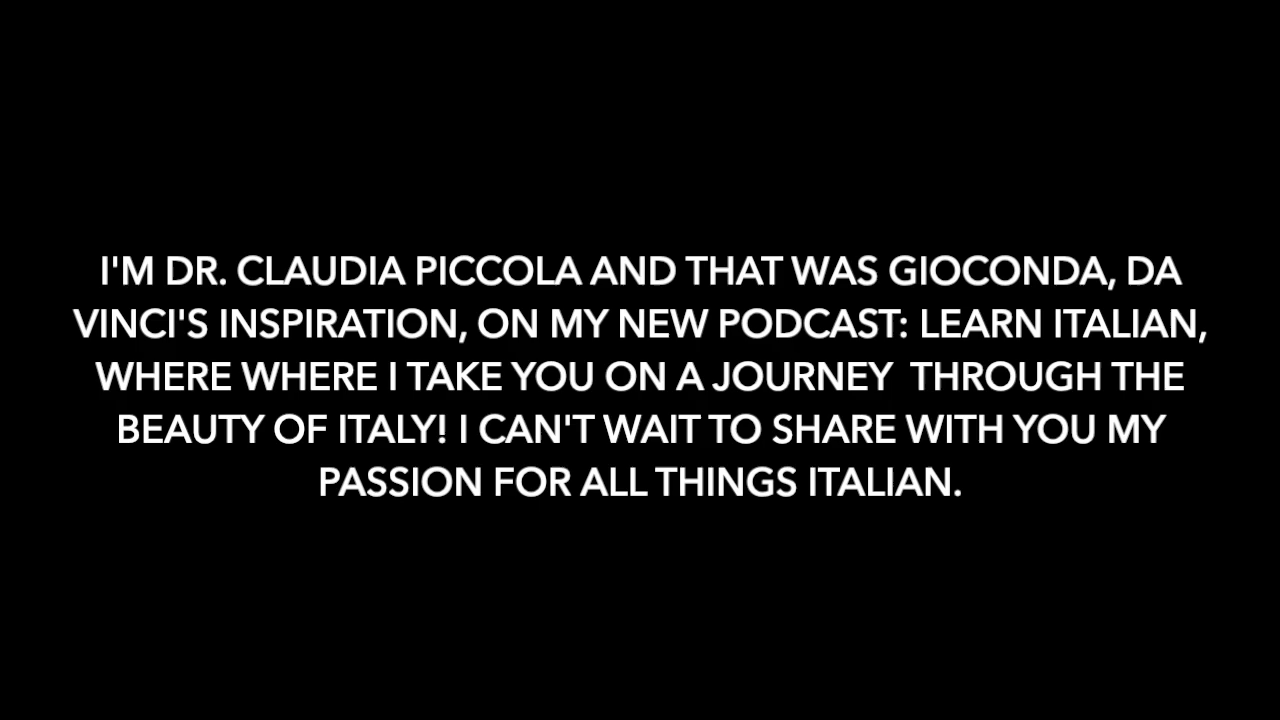 I'M DR. CLAUDIA PICCOLA AND THAT WAS GIOCONDA, DA
VINCI'S INSPIRATION, ON MY NEW PODCAST: LEARN ITALIAN,
WHERE WHERE I TAKE YOU ON A JOURNEY  THROUGH THE
BEAUTY OF ITALY! I CAN'T WAIT TO SHARE WITH YOU MY
PASSION FOR ALL THINGS ITALIAN.